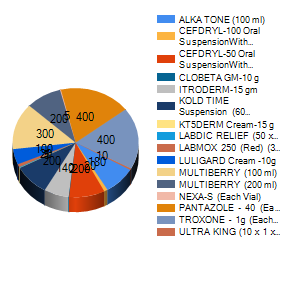 ALKA TONE (100 ml)
CEFDRYL-100 Oral
SuspensionWith...
CEFDRYL-50 Oral
SuspensionWith...
CLOBETA GM-10 g
ITRODERM-15 gm
KOLD TIME
Suspension (60...
KT5DERM Cream-15 g
LABDIC RELIEF (50 x...
LABMOX 250 (Red) (3...
LULIGARD Cream -10g
MULTIBERRY (100 ml)
MULTIBERRY (200 ml)
NEXA-S (Each Vial)
PANTAZOLE - 40 (Ea...
TROXONE - 1g (Each...
ULTRA KING (10 x 1 x...
5
400
200
400
300
10
100
180
200
140
200